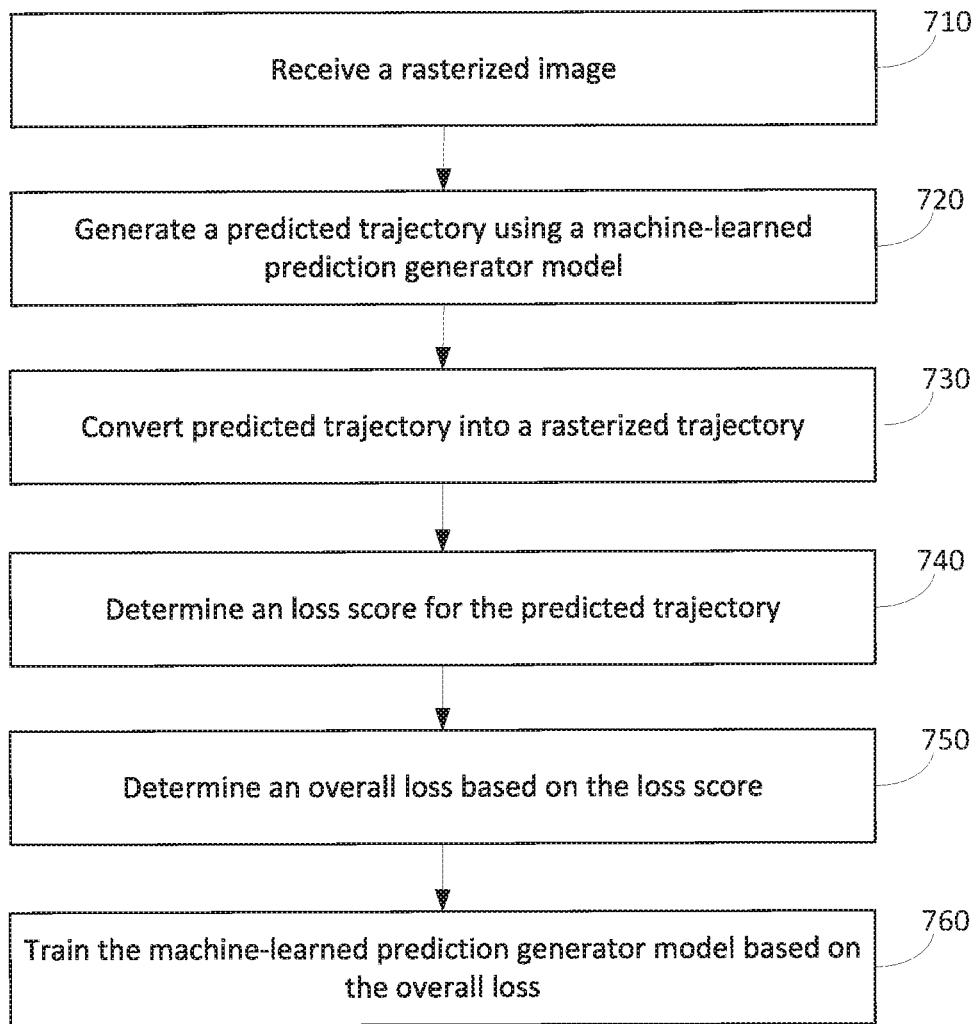 710
Receive a rasterized image
720
Generate a predicted trajectory using a machine-learned
prediction generator model
730
Convert predicted trajectory into a rasterized trajectory
740
Determine an loss score for the predicted trajectory
750
Determine an overall loss based on the loss score
760
Train the machine-learned prediction generator model based on
the overall loss